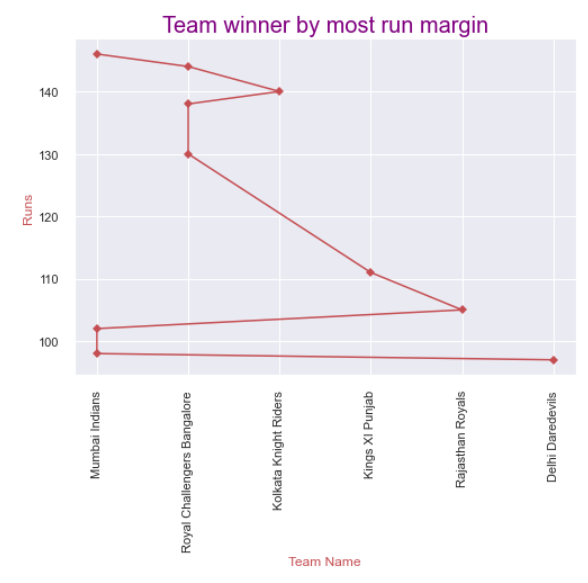 Team winner by most run margin
140
130
120
110
100
Runs
Mumbai Indians
Royal Challengers Bangalore
Kolkata Knight Riders
Kings XI Punjab
Rajasthan Royals
Delhi Daredevils
Team Name